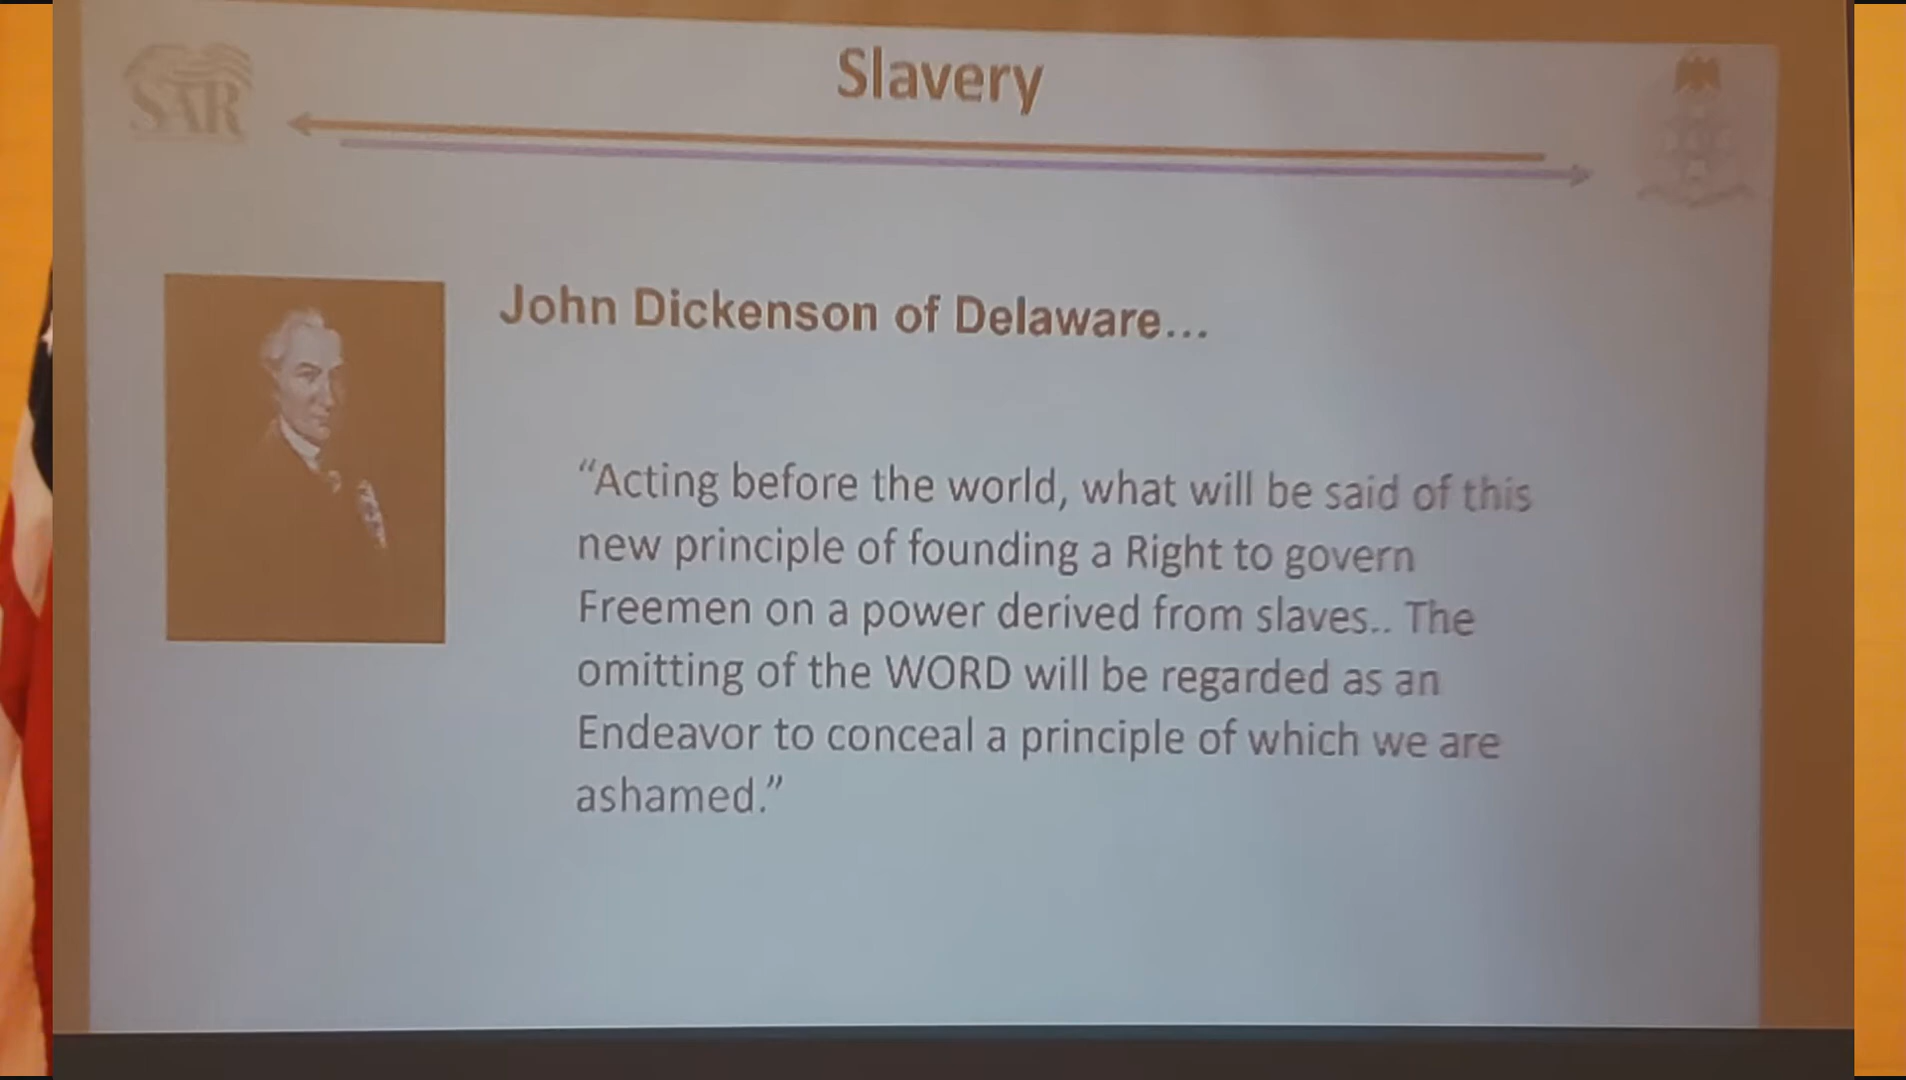 SAR
Slavery
John Dickenson of Delaware...
“Acting before the world, what will be said of this
new principle of founding a Right to govern
Freemen on a power derived from slaves.. The
omitting of the WORD will be regarded as an
Endeavor to conceal a principle of which we are
ashamed.”